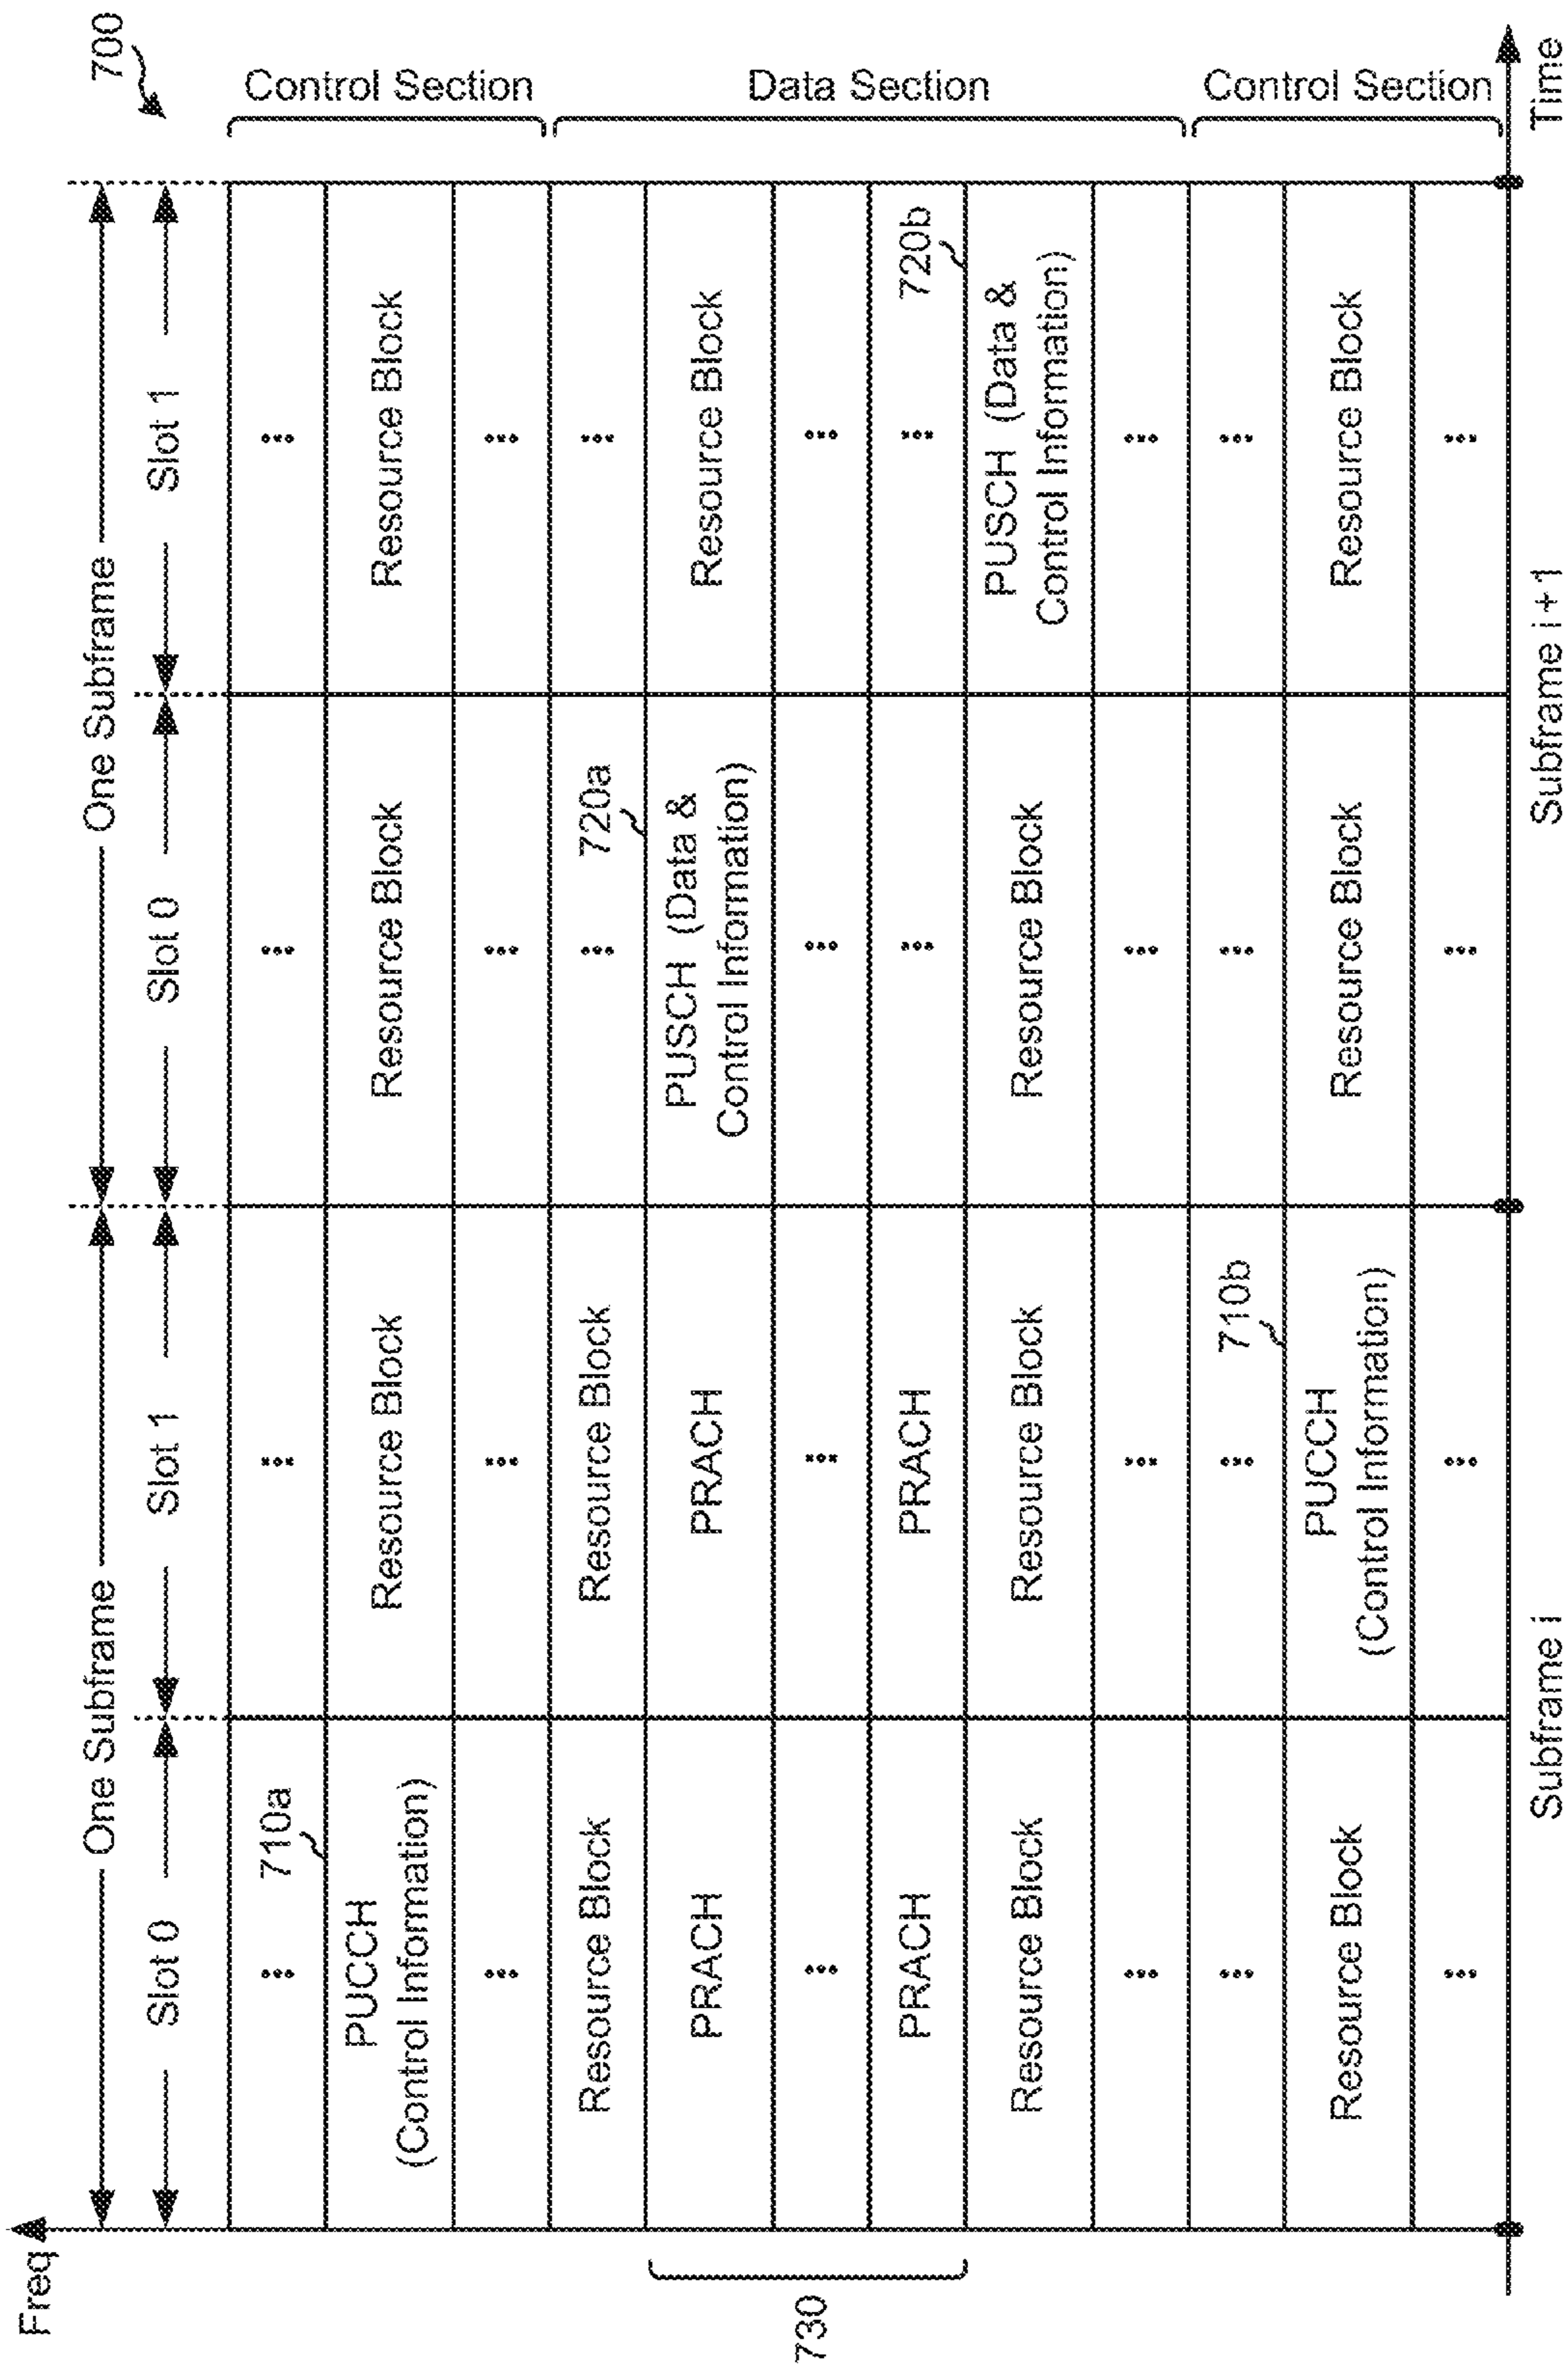 700
Freq
One Subframe
One Subframe
Slot 0
Slot 1
Slot 0
Slot 1
⋮
710a
⋮
⋮
⋮
Control Section
PUCCH
(Control Information)
Resource Block
Resource Block
Resource Block
⋮
⋮
⋮
⋮
Resource Block
Resource Block
⋮
720a
⋮
Data Section
730
PRACH
PRACH
PUSCH (Data &
Control Information)
Resource Block
⋮
⋮
⋮
⋮
PRACH
PRACH
⋮
⋮
720b
Resource Block
Resource Block
Resource Block
PUSCH (Data &
Control Information)
⋮
⋮
⋮
⋮
⋮
⋮
710b
⋮
⋮
Control Section
Resource Block
PUCCH
(Control Information)
Resource Block
Resource Block
⋮
⋮
⋮
⋮
Subframe i
Subframe i + 1
Time